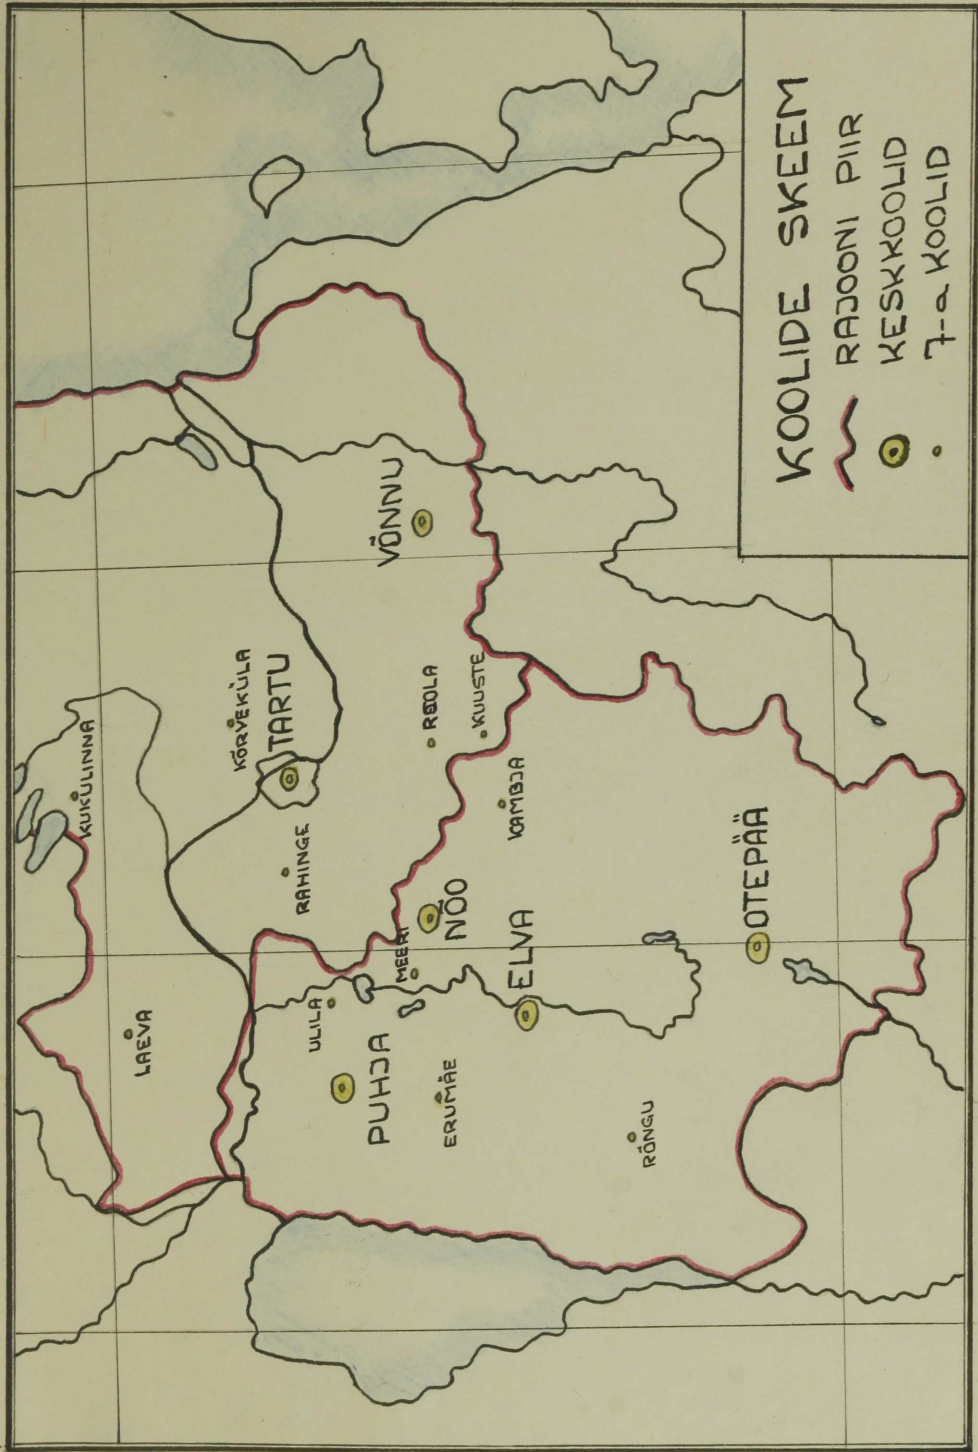 KOOLIDE SKEEM
RAJOONI PIIR
KESKKOOLID
7-a KOOLID
KUKULINNA
LAEVA
KÕRVEKÜLA
TARTU
RAHINGE
ULILA
PUHJA
VÕNNU
REOLA
MEERI
NÕO
ERUMÄE
KUUSTE
KAMBJA
ELVA
RÕNGU
OTEPÄÄ